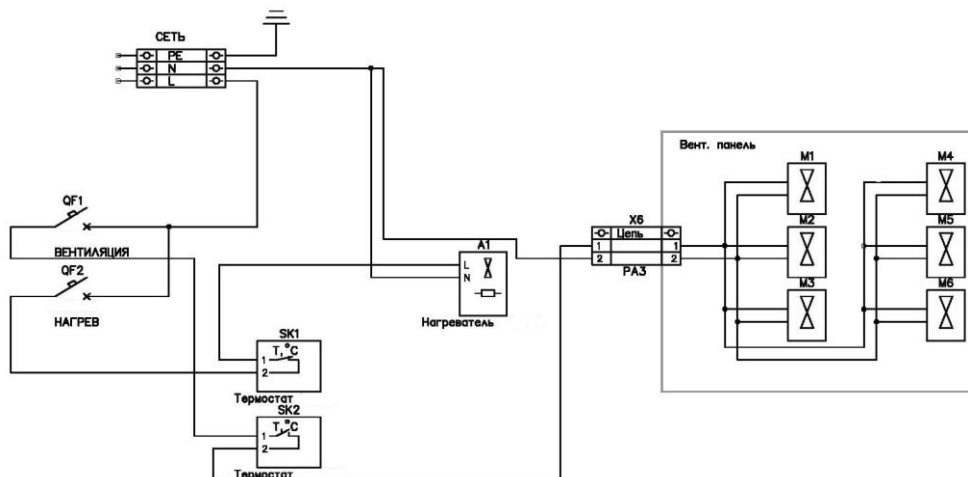 СЕТЬ
PE
N
L
QF1
ВЕНТИЛЯЦИЯ
QF2
НАГРЕВ
SK1
1 T,°C
2
Термостат
SK2
1 T,°C
2
Термостат
A1
L
N
Нагреватель
X6
Цепь
1 1
2 2
РАЗ
Вент. панель
M1
M2
M3
M4
M5
M6